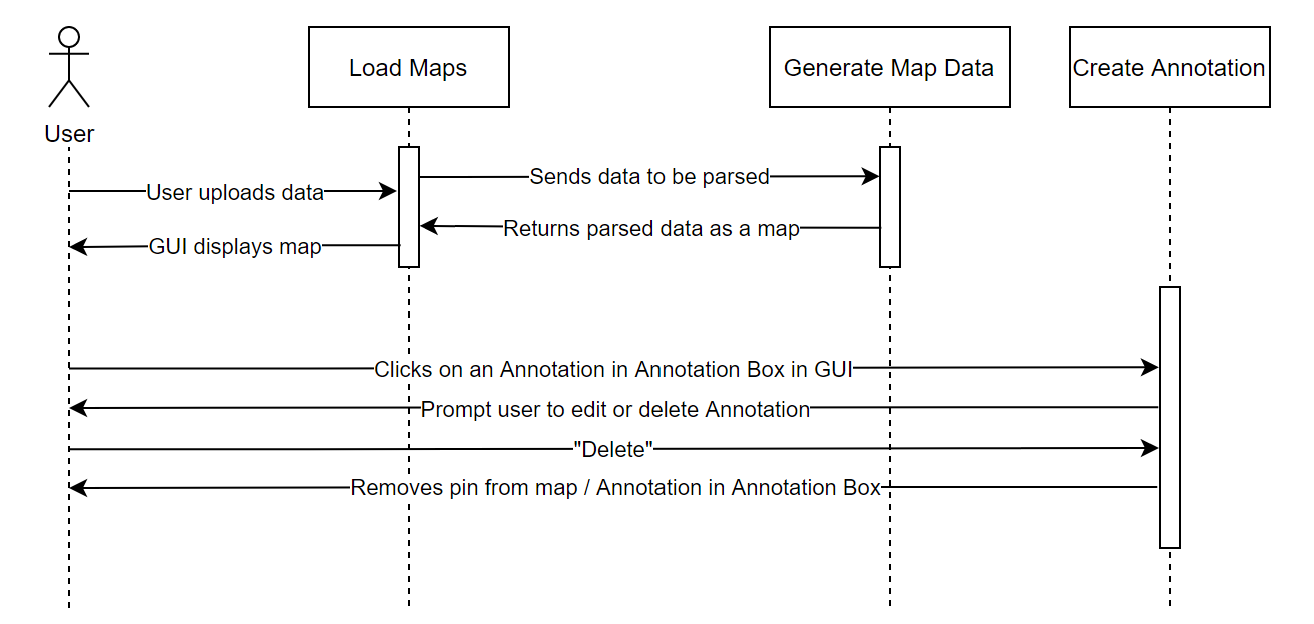 Load Maps
Generate Map Data
Create Annotation
User
Sends data to be parsed
User uploads data
Returns parsed data as a map
GUI displays map
Clicks on an Annotation in Annotation Box in GUI
Prompt user to edit or delete Annotation
"Delete"
Removes pin from map / Annotation in Annotation Box